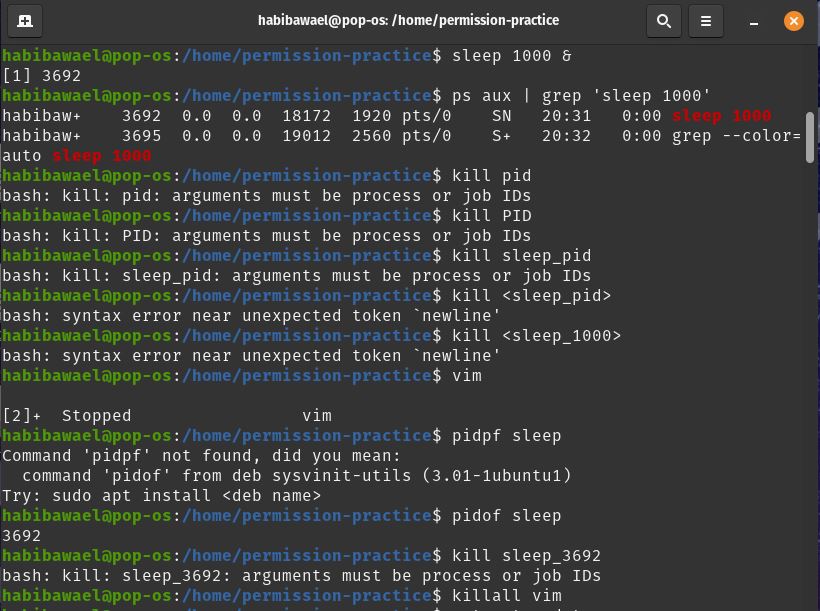 habibawael@pop-os: /home/permission-practice
habibawael@pop-os:/home/permission-practice$ sleep 1000 &
[1] 3692
habibawael@pop-os:/home/permission-practice$ ps aux | grep 'sleep 1000'
habibaw+    3692  0.0  0.0  18172  1920 pts/0    SN   20:31   0:00 sleep 1000
habibaw+    3695  0.0  0.0  19012  2560 pts/0    S+   20:32   0:00 grep --color=
auto sleep 1000
habibawael@pop-os:/home/permission-practice$ kill pid
bash: kill: pid: arguments must be process or job IDs
habibawael@pop-os:/home/permission-practice$ kill PID
bash: kill: PID: arguments must be process or job IDs
habibawael@pop-os:/home/permission-practice$ kill sleep_pid
bash: kill: sleep_pid: arguments must be process or job IDs
habibawael@pop-os:/home/permission-practice$ kill <sleep_pid>
bash: syntax error near unexpected token `newline'
habibawael@pop-os:/home/permission-practice$ kill <sleep_1000>
bash: syntax error near unexpected token `newline'
habibawael@pop-os:/home/permission-practice$ vim
[2]+  Stopped                 vim
habibawael@pop-os:/home/permission-practice$ pidpf sleep
Command 'pidpf' not found, did you mean:
  command 'pidof' from deb sysvinit-utils (3.01-1ubuntu1)
Try: sudo apt install <deb name>
habibawael@pop-os:/home/permission-practice$ pidof sleep
3692
habibawael@pop-os:/home/permission-practice$ kill sleep_3692
bash: kill: sleep_3692: arguments must be process or job IDs
habibawael@pop-os:/home/permission-practice$ killall vim